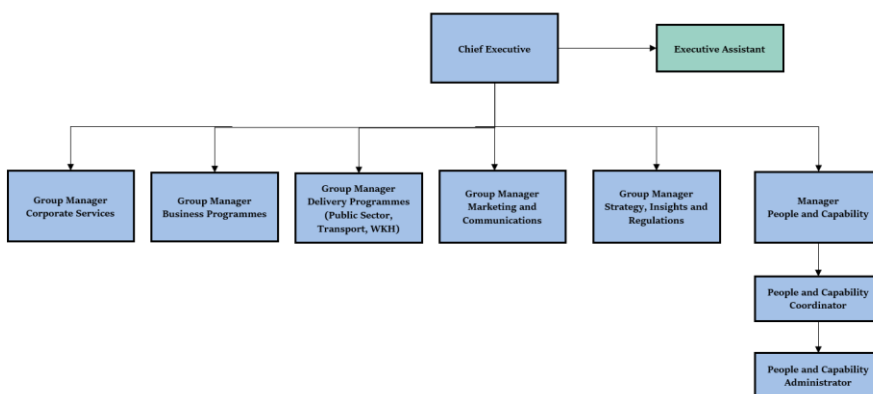 Chief Executive
Executive Assistant
Group Manager
Corporate Services
Group Manager
Business Programmes
Group Manager
Delivery Programmes
(Public Sector,
Transport, WKH)
Group Manager
Marketing and
Communications
Group Manager
Strategy, Insights and
Regulations
Manager
People and Capability
People and Capability
Coordinator
People and Capability
Administrator